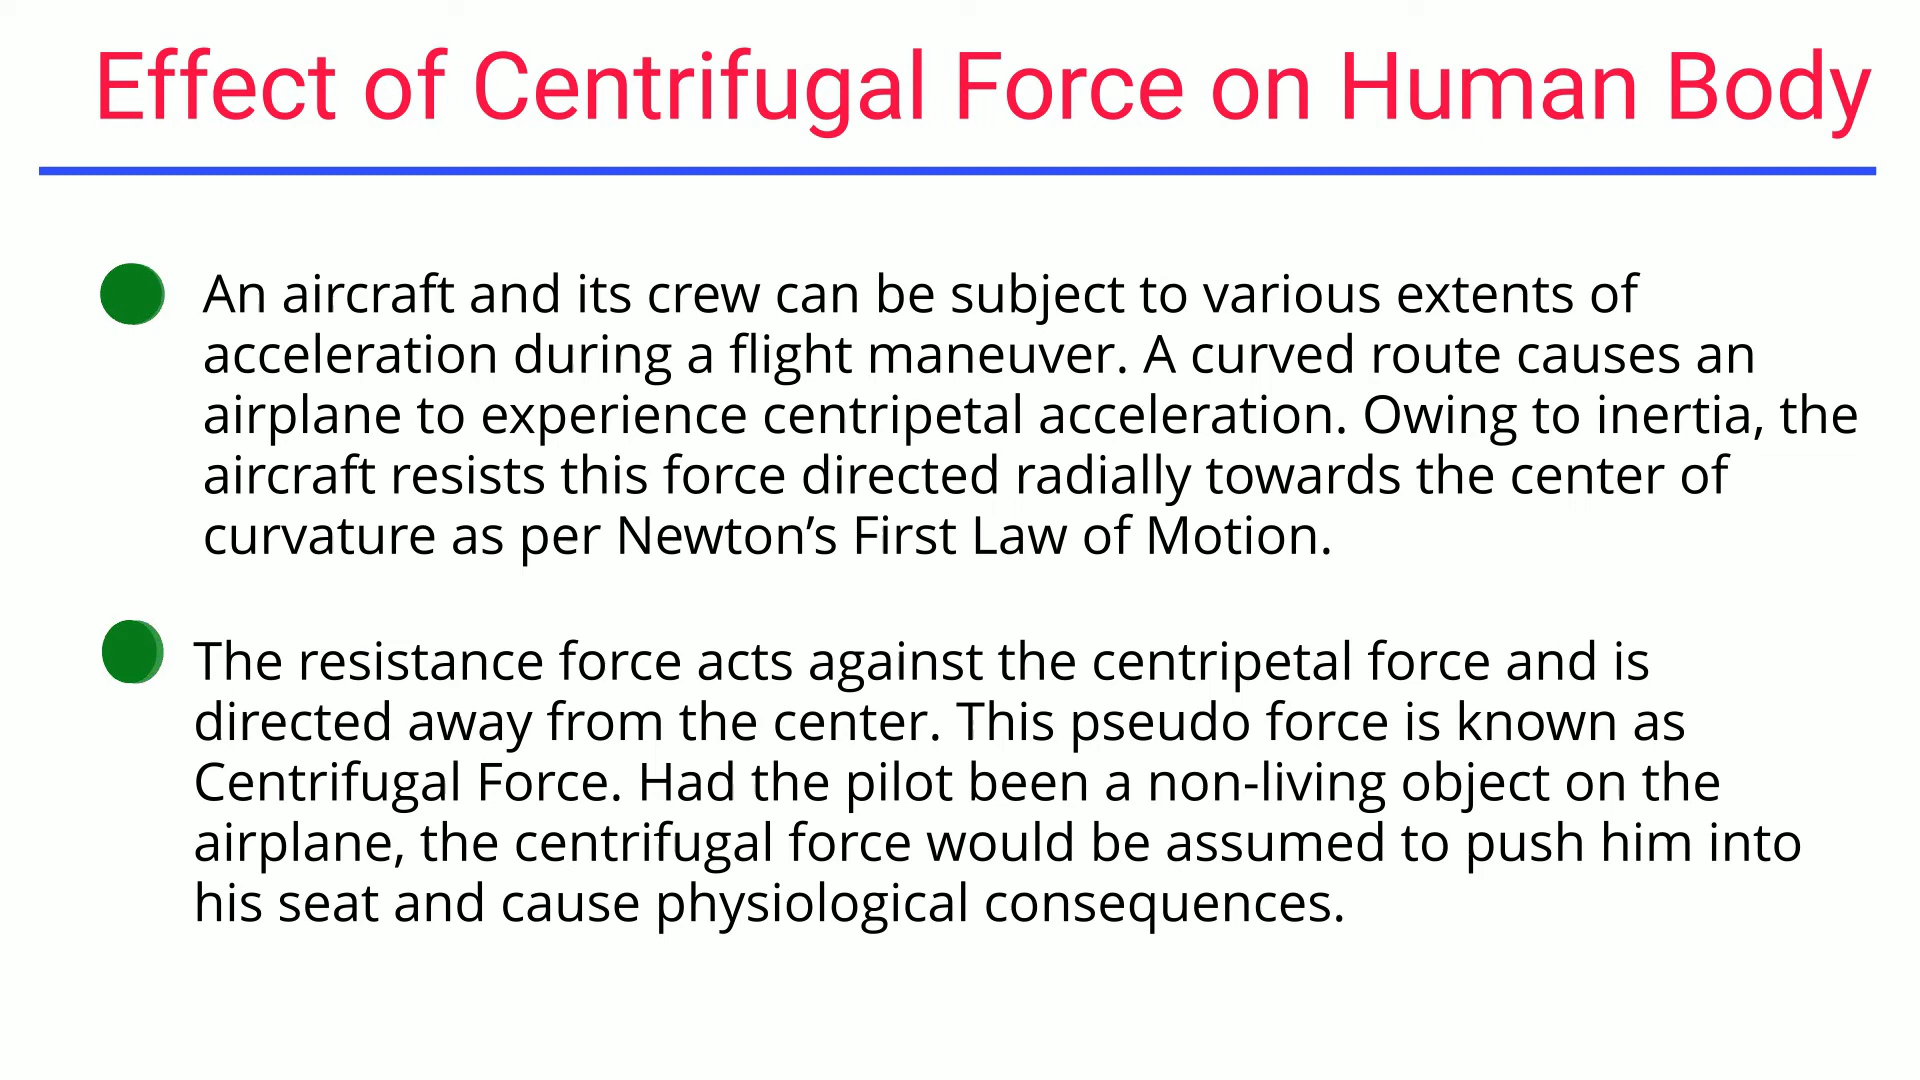 Effect of Centrifugal Force on Human Body
An aircraft and its crew can be subject to various extents of
acceleration during a flight maneuver. A curved route causes an
airplane to experience centripetal acceleration. Owing to inertia, the
aircraft resists this force directed radially towards the center of
curvature as per Newton’s First Law of Motion.
The resistance force acts against the centripetal force and is
directed away from the center. This pseudo force is known as
Centrifugal Force. Had the pilot been a non-living object on the
airplane, the centrifugal force would be assumed to push him into
his seat and cause physiological consequences.